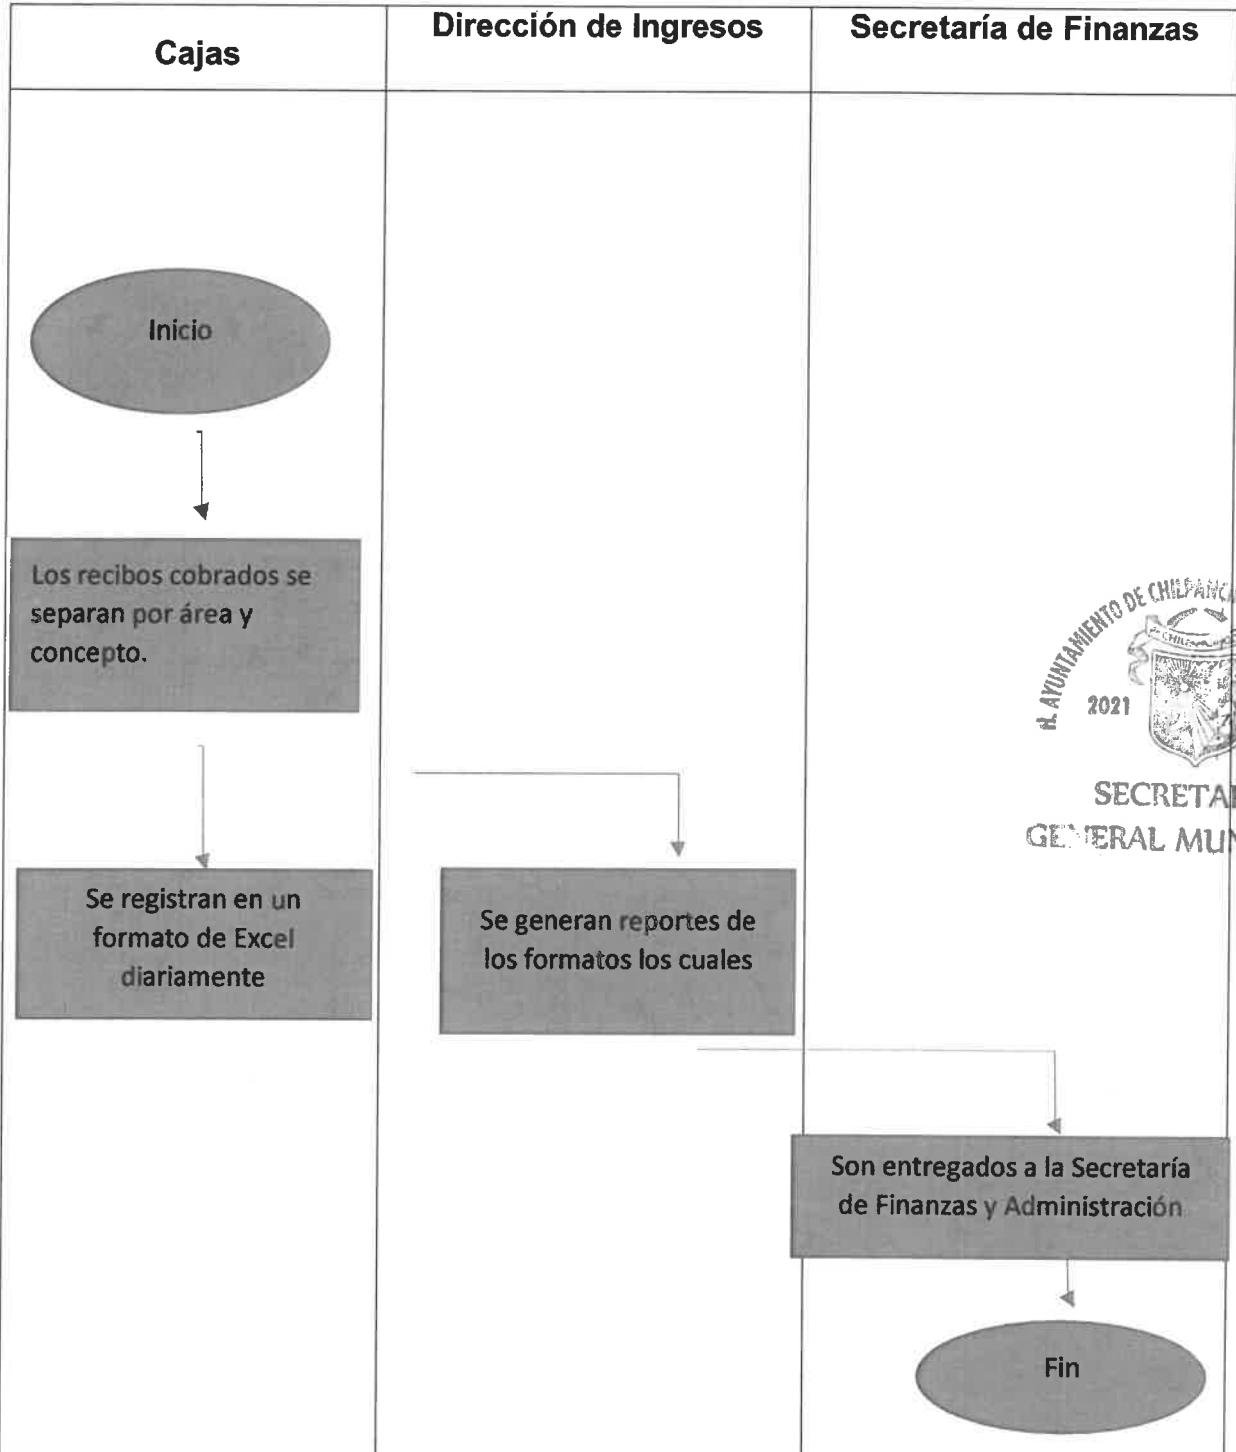 Cajas
Dirección de Ingresos
Secretaría de Finanzas
Inicio
Los recibos cobrados se
separan por área y
concepto.
H. AYUNTAMIENTO DE
2021
Se registran en un
formato de Excel
diariamente
Se generan reportes de
los formatos los cuales
Son entregados a la Secretaría
de Finanzas y Administración
Fin